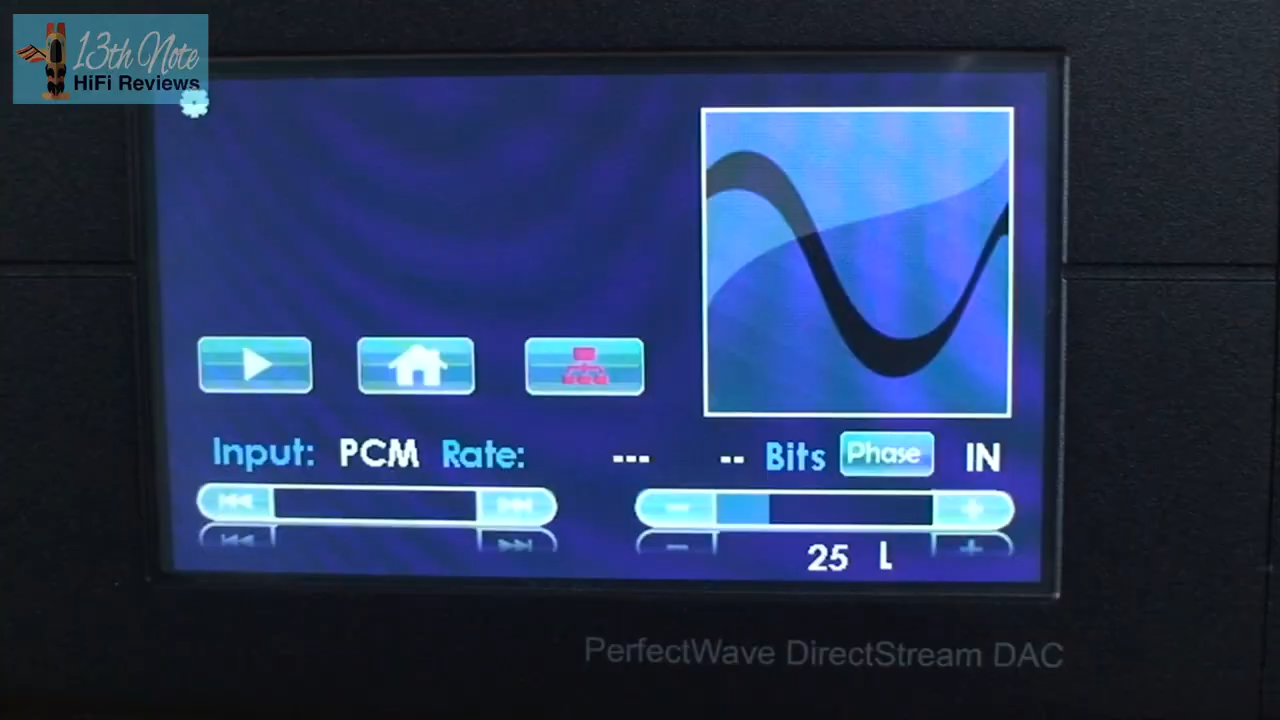 13th Note
HiFi Reviews
Input: PCM Rate: --- -- Bits Phase IN
25 L
PerfectWave DirectStream DAC